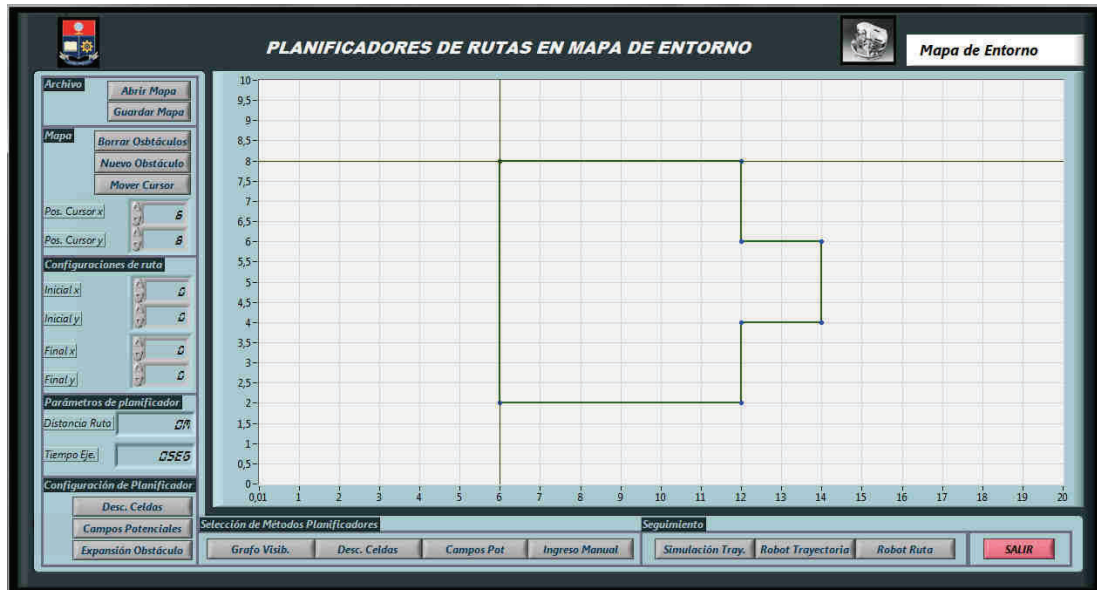 PLANIFICADORES DE RUTAS EN MAPA DE ENTORNO
Mapa de Entorno
Archivo
Abrir Mapa
Guardar Mapa
Mapa
Borrar Osbtáculos
Nuevo Obstáculo
Mover Cursor
Pos. Cursor x 6
Pos. Cursor y 8
Configuraciones de ruta
Inicial x 0
Inicial y 0
Final x 0
Final y 0
Parámetros de planificador
Distancia Ruta 0M
Tiempo Eje. 0SEG
Configuración de Planificador
Desc. Celdas
Campos Potenciales
Expansión Obstáculo
10
9,5
9
8,5
8
7,5
7
6,5
6
5,5
5
4,5
4
3,5
3
2,5
2
1,5
1
0,5
0
0,01 1 2 3 4 5 6 7 8 9 10 11 12 13 14 15 16 17 18 19 20
Selección de Métodos Planificadores
Grafo Visib. Desc. Celdas Campos Pot Ingreso Manual
Seguimiento
Simulación Tray. Robot Trayectoria Robot Ruta
SALIR